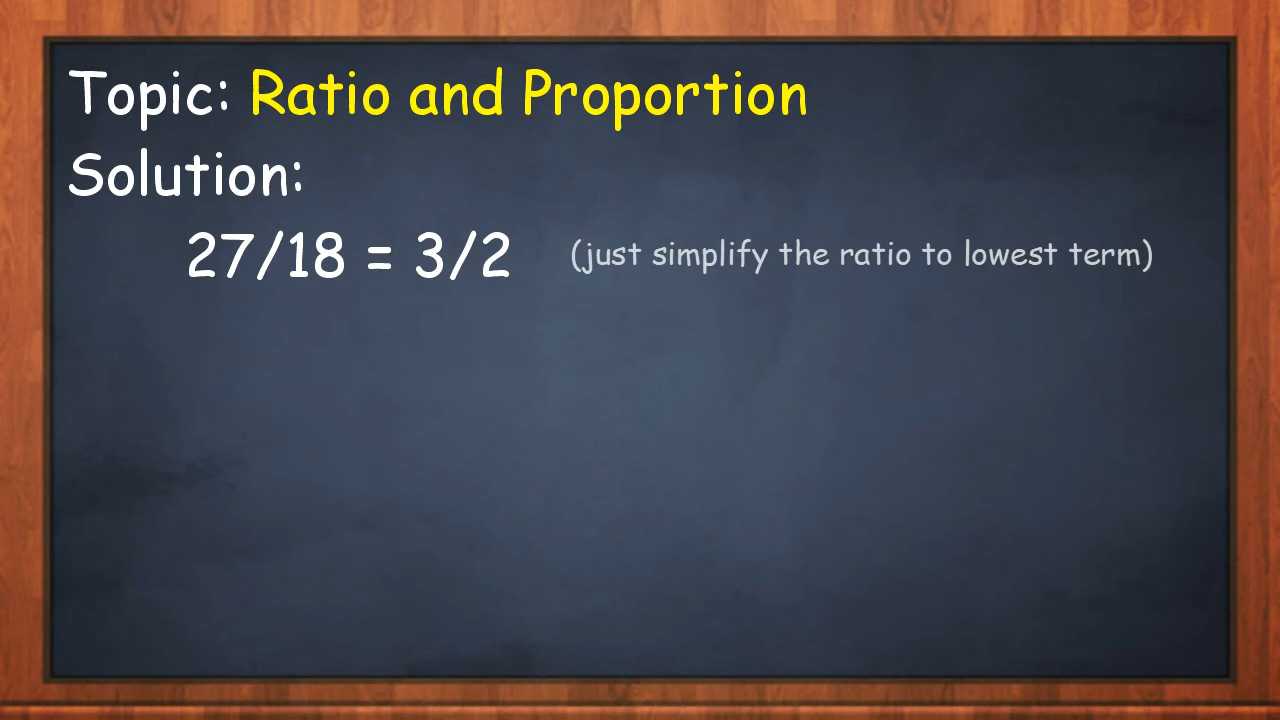 Topic: Ratio and Proportion
Solution:
27/18 = 3/2 (just simplify the ratio to lowest term)